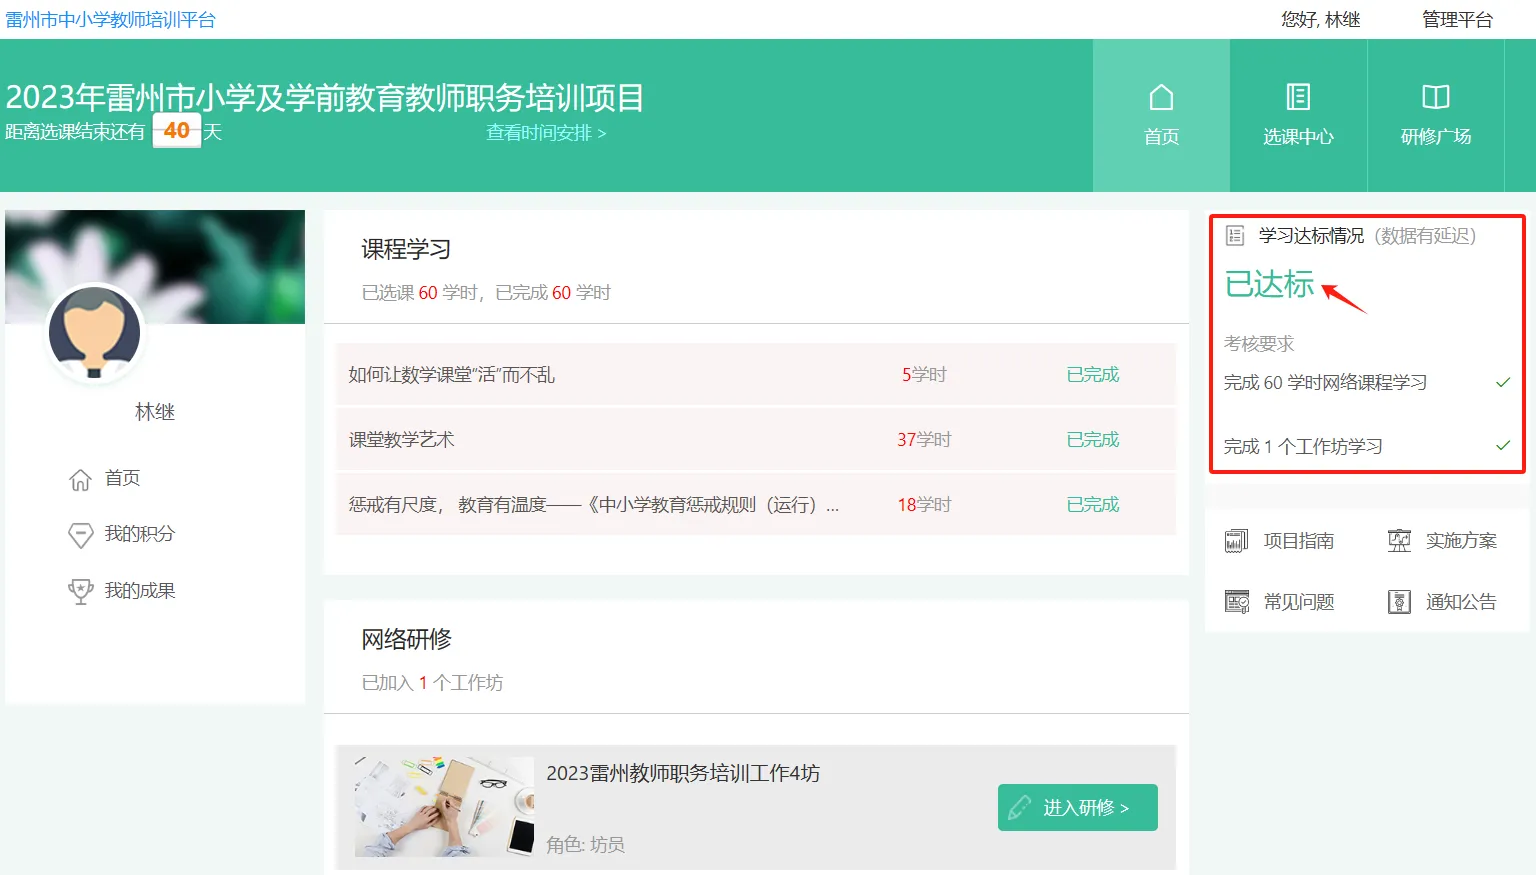 雷州市中小学教师培训平台
您好, 林继
管理平台
2023年雷州市小学及学前教育教师职务培训项目
距离选课结束还有 40 天
查看时间安排 >
首页
选课中心
研修广场
林继
首页
我的积分
我的成果
课程学习
已选课 60 学时，已完成 60 学时
如何让数学课堂“活”而不乱 5学时 已完成
课堂教学艺术 37学时 已完成
惩戒有尺度， 教育有温度——《中小学教育惩戒规则（运行）... 18学时 已完成
网络研修
已加入 1 个工作坊
2023雷州教师职务培训工作4坊
角色: 坊员
进入研修 >
学习达标情况（数据有延迟）
已达标
考核要求
完成 60 学时网络课程学习
完成 1 个工作坊学习
项目指南
实施方案
常见问题
通知公告